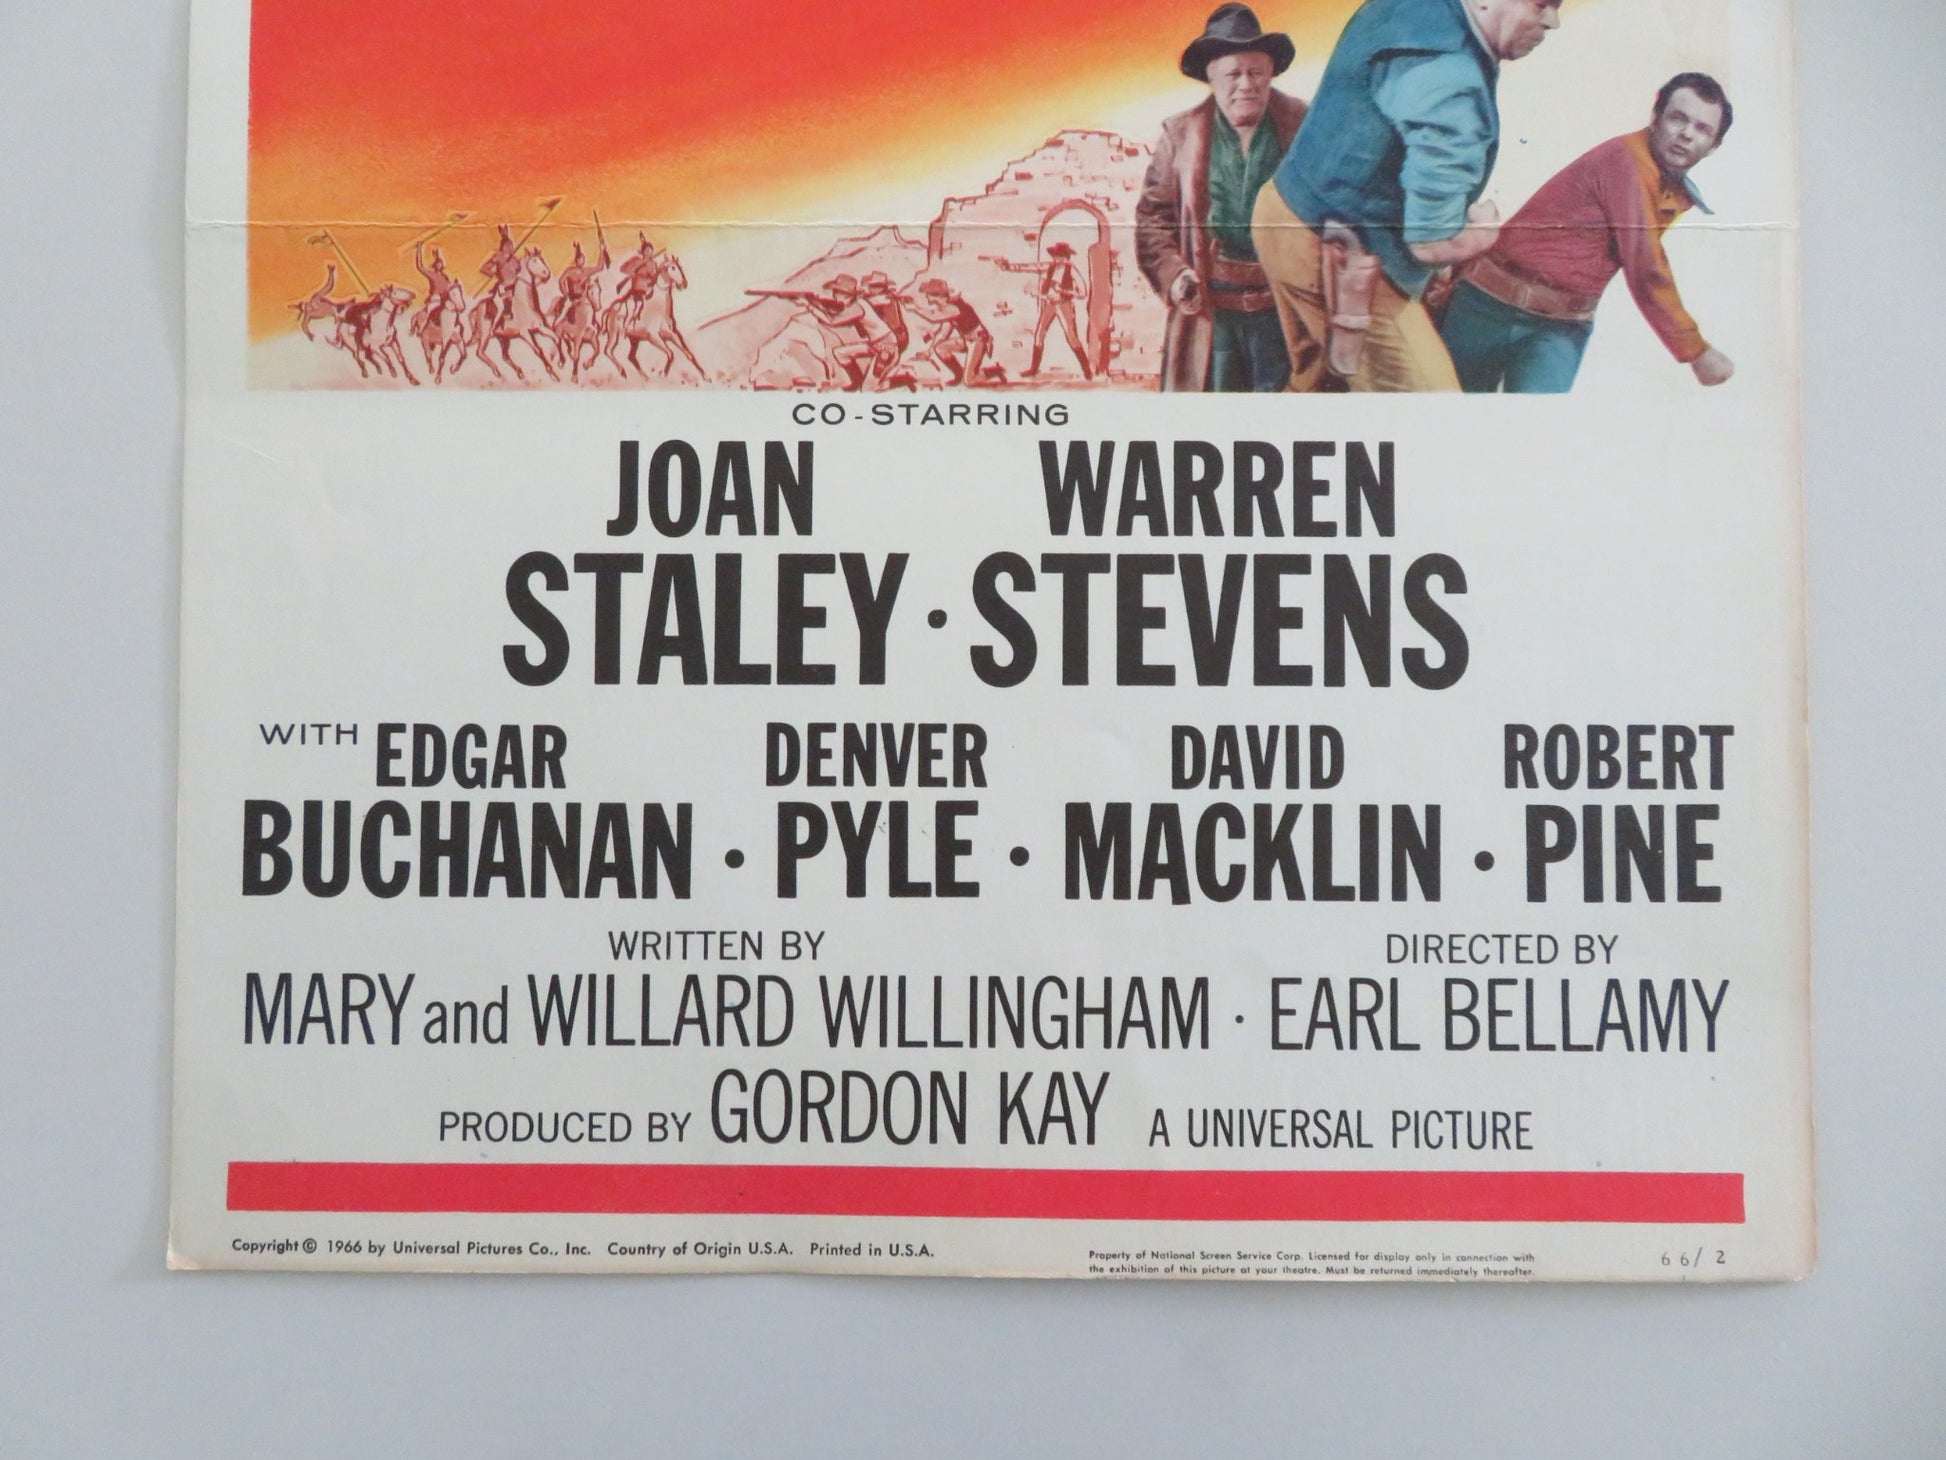 CO-STARRING
JOAN WARREN
STALEY · STEVENS
WITH EDGAR DENVER DAVID ROBERT
BUCHANAN · PYLE · MACKLIN · PINE
WRITTEN BY DIRECTED BY
MARY and WILLARD WILLINGHAM · EARL BELLAMY
PRODUCED BY GORDON KAY A UNIVERSAL PICTURE
Copyright © 1966 by Universal Pictures Co., Inc. Country of Origin U.S.A. Printed in U.S.A.
Property of National Screen Service Corp. Licensed for display only in connection with
the exhibition of this picture at your theatre. Must be returned immediately thereafter.
66/2